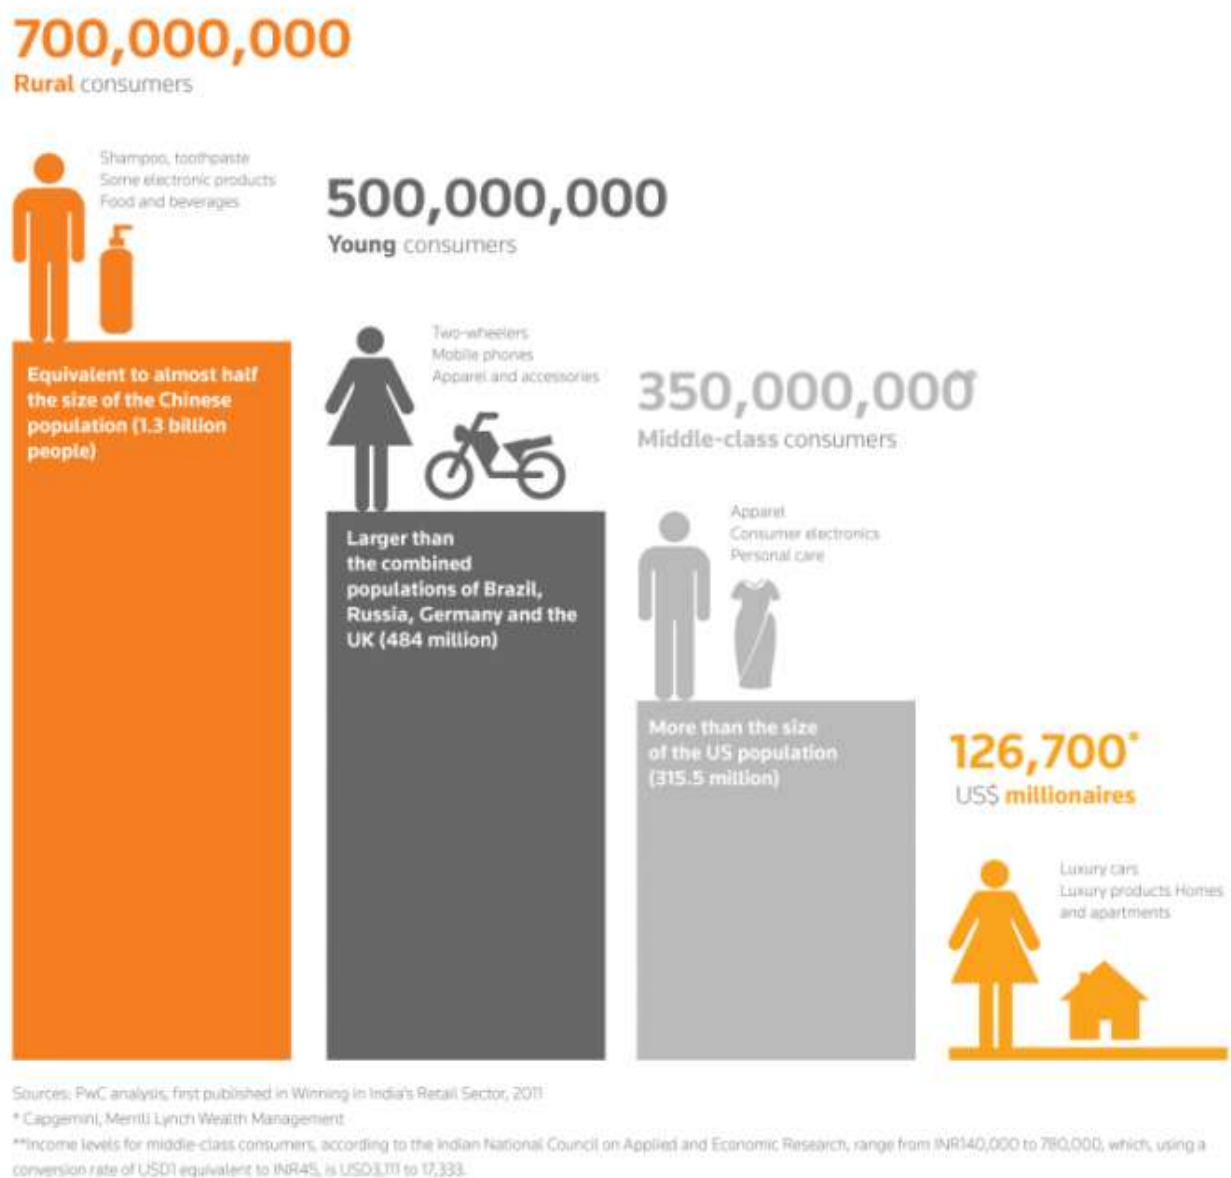 700,000,000
Rural consumers
Shampoo, toothpaste
Some electronic products
Food and beverages
Equivalent to almost half
the size of the Chinese
population (1.3 billion
people)
500,000,000
Young consumers
Two-wheelers
Mobile phones
Apparel and accessories
Larger than
the combined
populations of Brazil,
Russia, Germany and the
UK (484 million)
350,000,000**
Middle-class consumers
Apparel
Consumer electronics
Personal care
More than the size
of the US population
(315.5 million)
126,700*
US$ millionaires
Luxury cars
Luxury products Homes
and apartments
Sources: PwC analysis, first published in Winning in India's Retail Sector, 2011
* Capgemini, Merrill Lynch Wealth Management
**Income levels for middle-class consumers, according to the Indian National Council on Applied and Economic Research, range from INR140,000 to 780,000, which, using a
conversion rate of USD1 equivalent to INR45, is USD3,111 to 17,333.